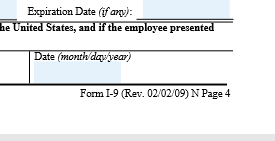 Expiration Date (if any):
he United States, and if the employee presented
Date (month/day/year)
Form I-9 (Rev. 02/02/09) N Page 4